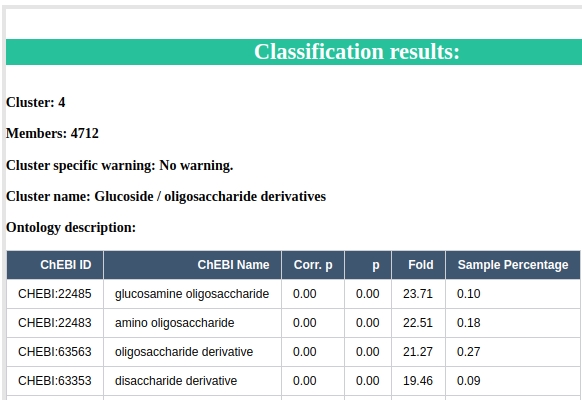 Classification results:
Cluster: 4
Members: 4712
Cluster specific warning: No warning.
Cluster name: Glucoside / oligosaccharide derivatives
Ontology description:
ChEBI ID ChEBI Name Corr. p p Fold Sample Percentage
CHEBI:22485 glucosamine oligosaccharide 0.00 0.00 23.71 0.10
CHEBI:22483 amino oligosaccharide 0.00 0.00 22.51 0.18
CHEBI:63563 oligosaccharide derivative 0.00 0.00 21.27 0.27
CHEBI:63353 disaccharide derivative 0.00 0.00 19.46 0.09